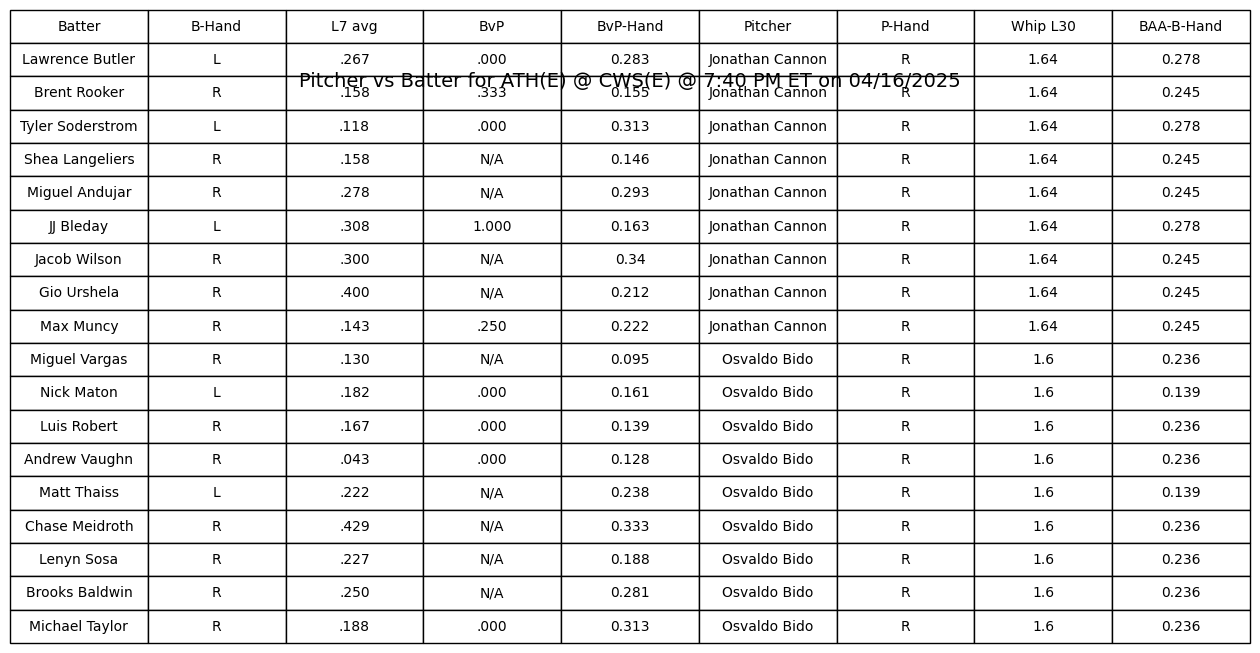 Batter B-Hand L7 avg BvP BvP-Hand Pitcher P-Hand Whip L30 BAA-B-Hand
Lawrence Butler L .267 .000 0.283 Jonathan Cannon R 1.64 0.278
Pitcher vs Batter for ATH(E) @ CWS(E) @ 7:40 PM ET on 04/16/2025
Brent Rooker R .158 .333 0.155 Jonathan Cannon R 1.64 0.245
Tyler Soderstrom L .118 .000 0.313 Jonathan Cannon R 1.64 0.278
Shea Langeliers R .158 N/A 0.146 Jonathan Cannon R 1.64 0.245
Miguel Andujar R .278 N/A 0.293 Jonathan Cannon R 1.64 0.245
JJ Bleday L .308 1.000 0.163 Jonathan Cannon R 1.64 0.278
Jacob Wilson R .300 N/A 0.34 Jonathan Cannon R 1.64 0.245
Gio Urshela R .400 N/A 0.212 Jonathan Cannon R 1.64 0.245
Max Muncy R .143 .250 0.222 Jonathan Cannon R 1.64 0.245
Miguel Vargas R .130 N/A 0.095 Osvaldo Bido R 1.6 0.236
Nick Maton L .182 .000 0.161 Osvaldo Bido R 1.6 0.139
Luis Robert R .167 .000 0.139 Osvaldo Bido R 1.6 0.236
Andrew Vaughn R .043 .000 0.128 Osvaldo Bido R 1.6 0.236
Matt Thaiss L .222 N/A 0.238 Osvaldo Bido R 1.6 0.139
Chase Meidroth R .429 N/A 0.333 Osvaldo Bido R 1.6 0.236
Lenyn Sosa R .227 N/A 0.188 Osvaldo Bido R 1.6 0.236
Brooks Baldwin R .250 N/A 0.281 Osvaldo Bido R 1.6 0.236
Michael Taylor R .188 .000 0.313 Osvaldo Bido R 1.6 0.236